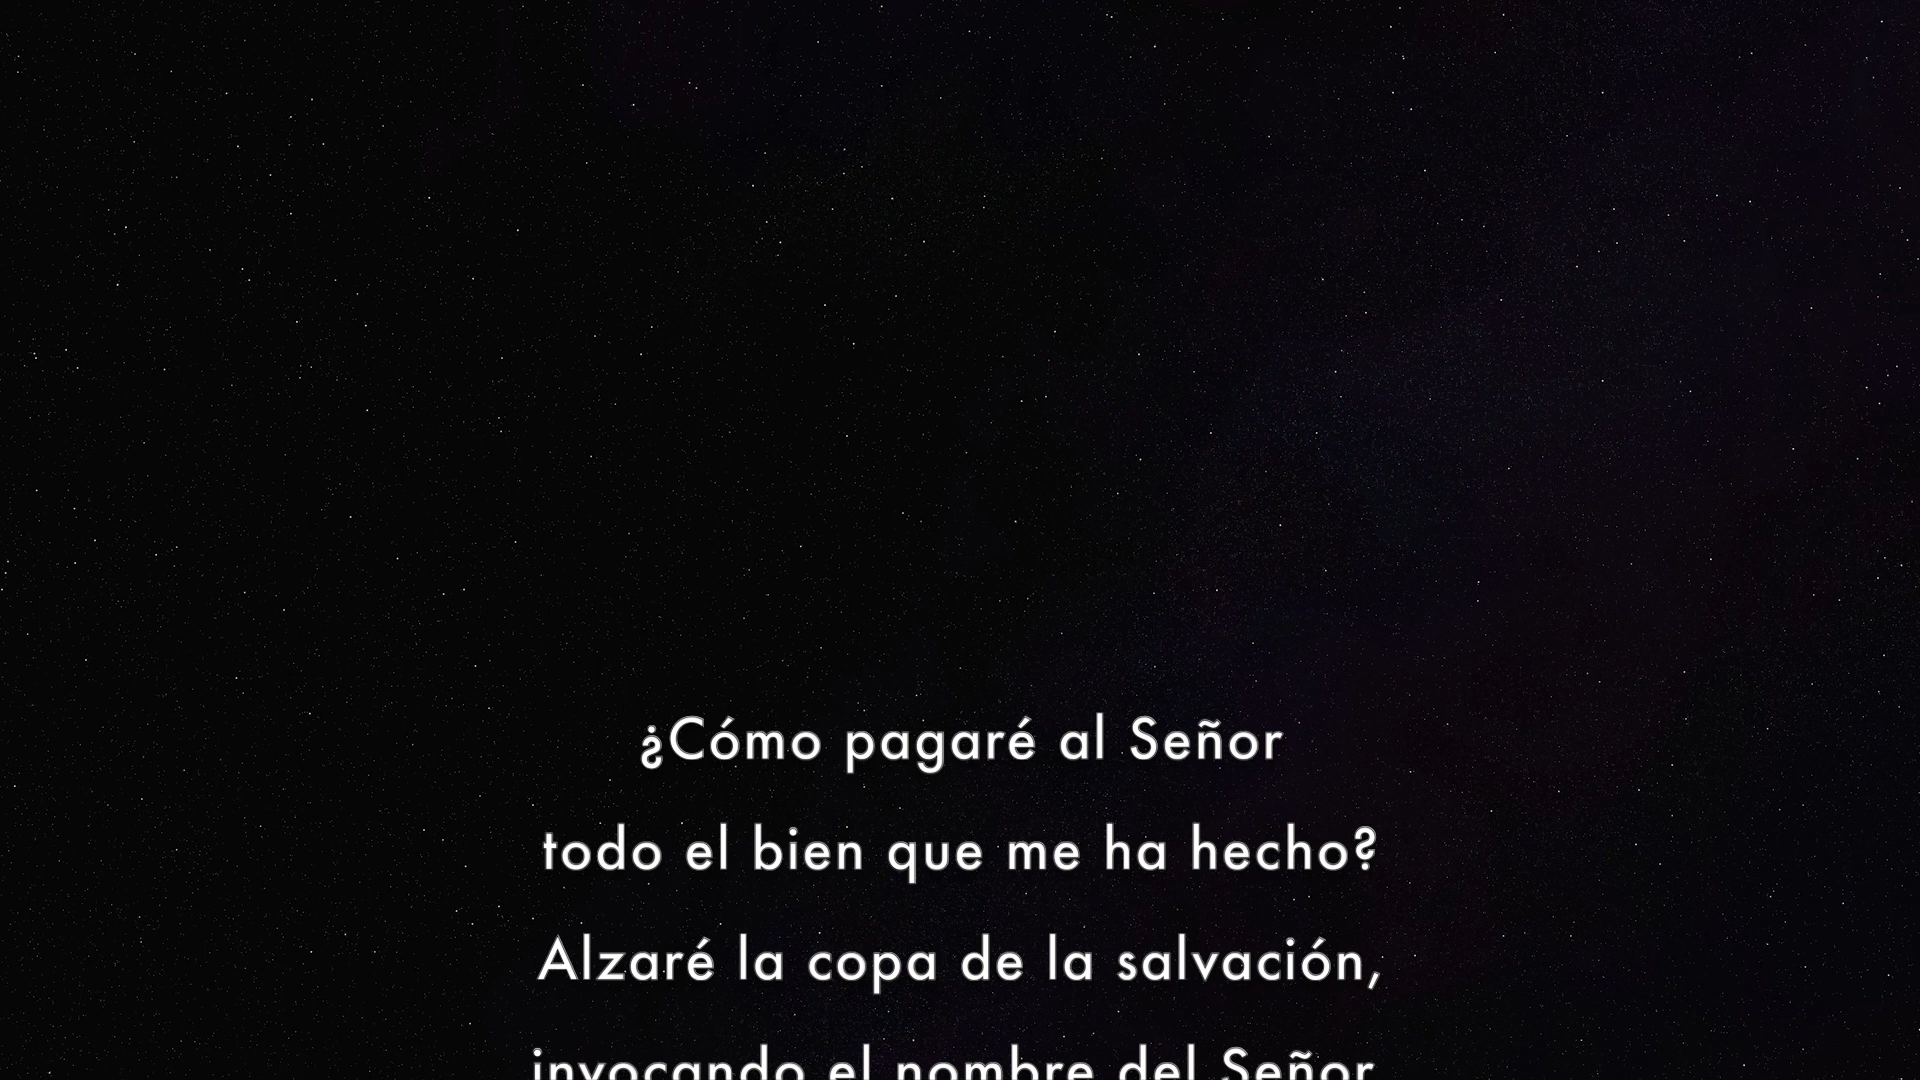 ¿Cómo pagaré al Señor
todo el bien que me ha hecho?
Alzaré la copa de la salvación,
invocando el nombre del Señor